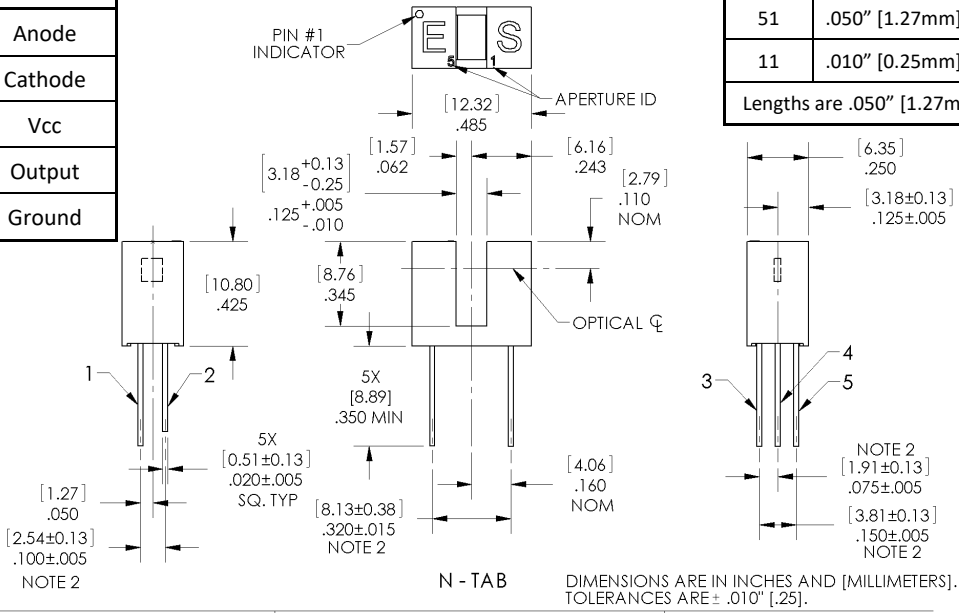 Anode
Cathode
Vcc
Output
Ground
51 .050” [1.27mm]
11 .010” [0.25mm]
Lengths are .050” [1.27m
PIN #1
INDICATOR
E S
5 1
APERTURE ID
[12.32]
.485
[1.57]
.062
[6.16]
.243
[3.18 +0.13 -0.25]
.125 +.005 -.010
[2.79]
.110
NOM
[6.35]
.250
[3.18±0.13]
.125±.005
[10.80]
.425
[8.76]
.345
OPTICAL ℄
1
2
5X
[8.89]
.350 MIN
3
4
5
5X
[0.51±0.13]
.020±.005
SQ. TYP
[1.27]
.050
[2.54±0.13]
.100±.005
NOTE 2
[8.13±0.38]
.320±.015
NOTE 2
[4.06]
.160
NOM
NOTE 2
[1.91±0.13]
.075±.005
[3.81±0.13]
.150±.005
NOTE 2
N - TAB
DIMENSIONS ARE IN INCHES AND [MILLIMETERS].
TOLERANCES ARE± .010" [.25].